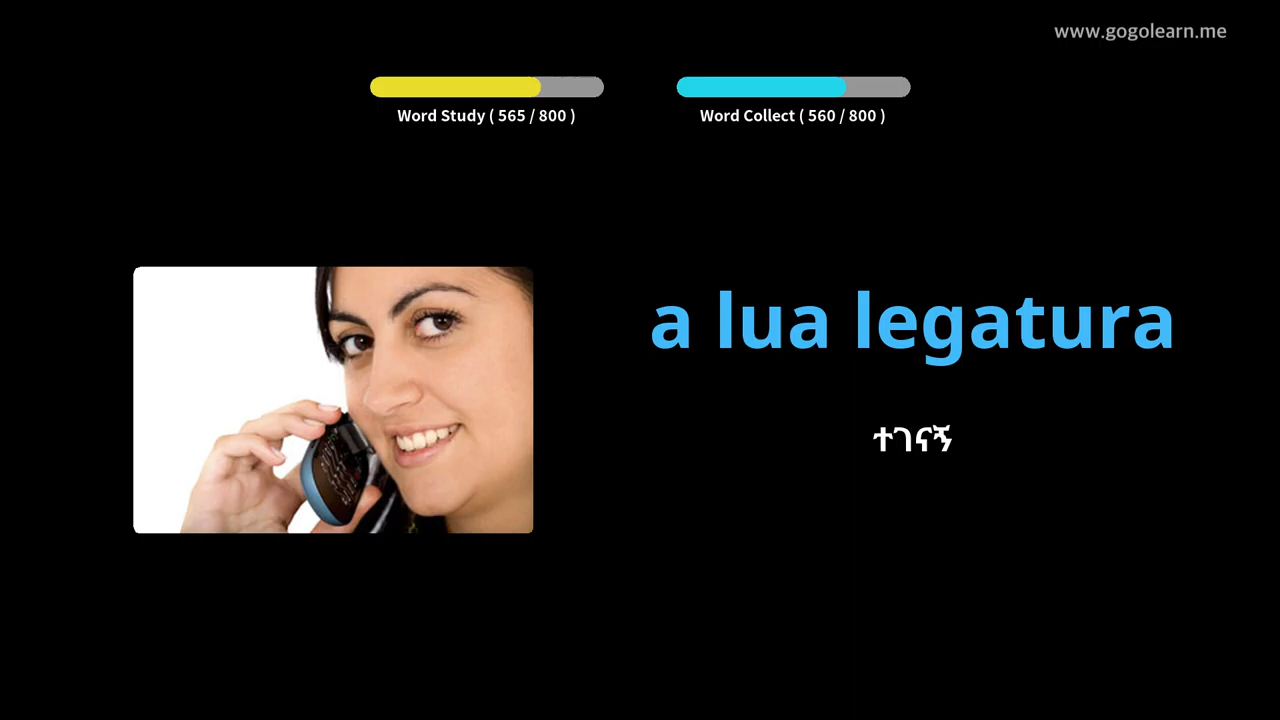 www.gogolearn.me
Word Study ( 565 / 800 )
Word Collect ( 560 / 800 )
a lua legatura
ተገናኝ